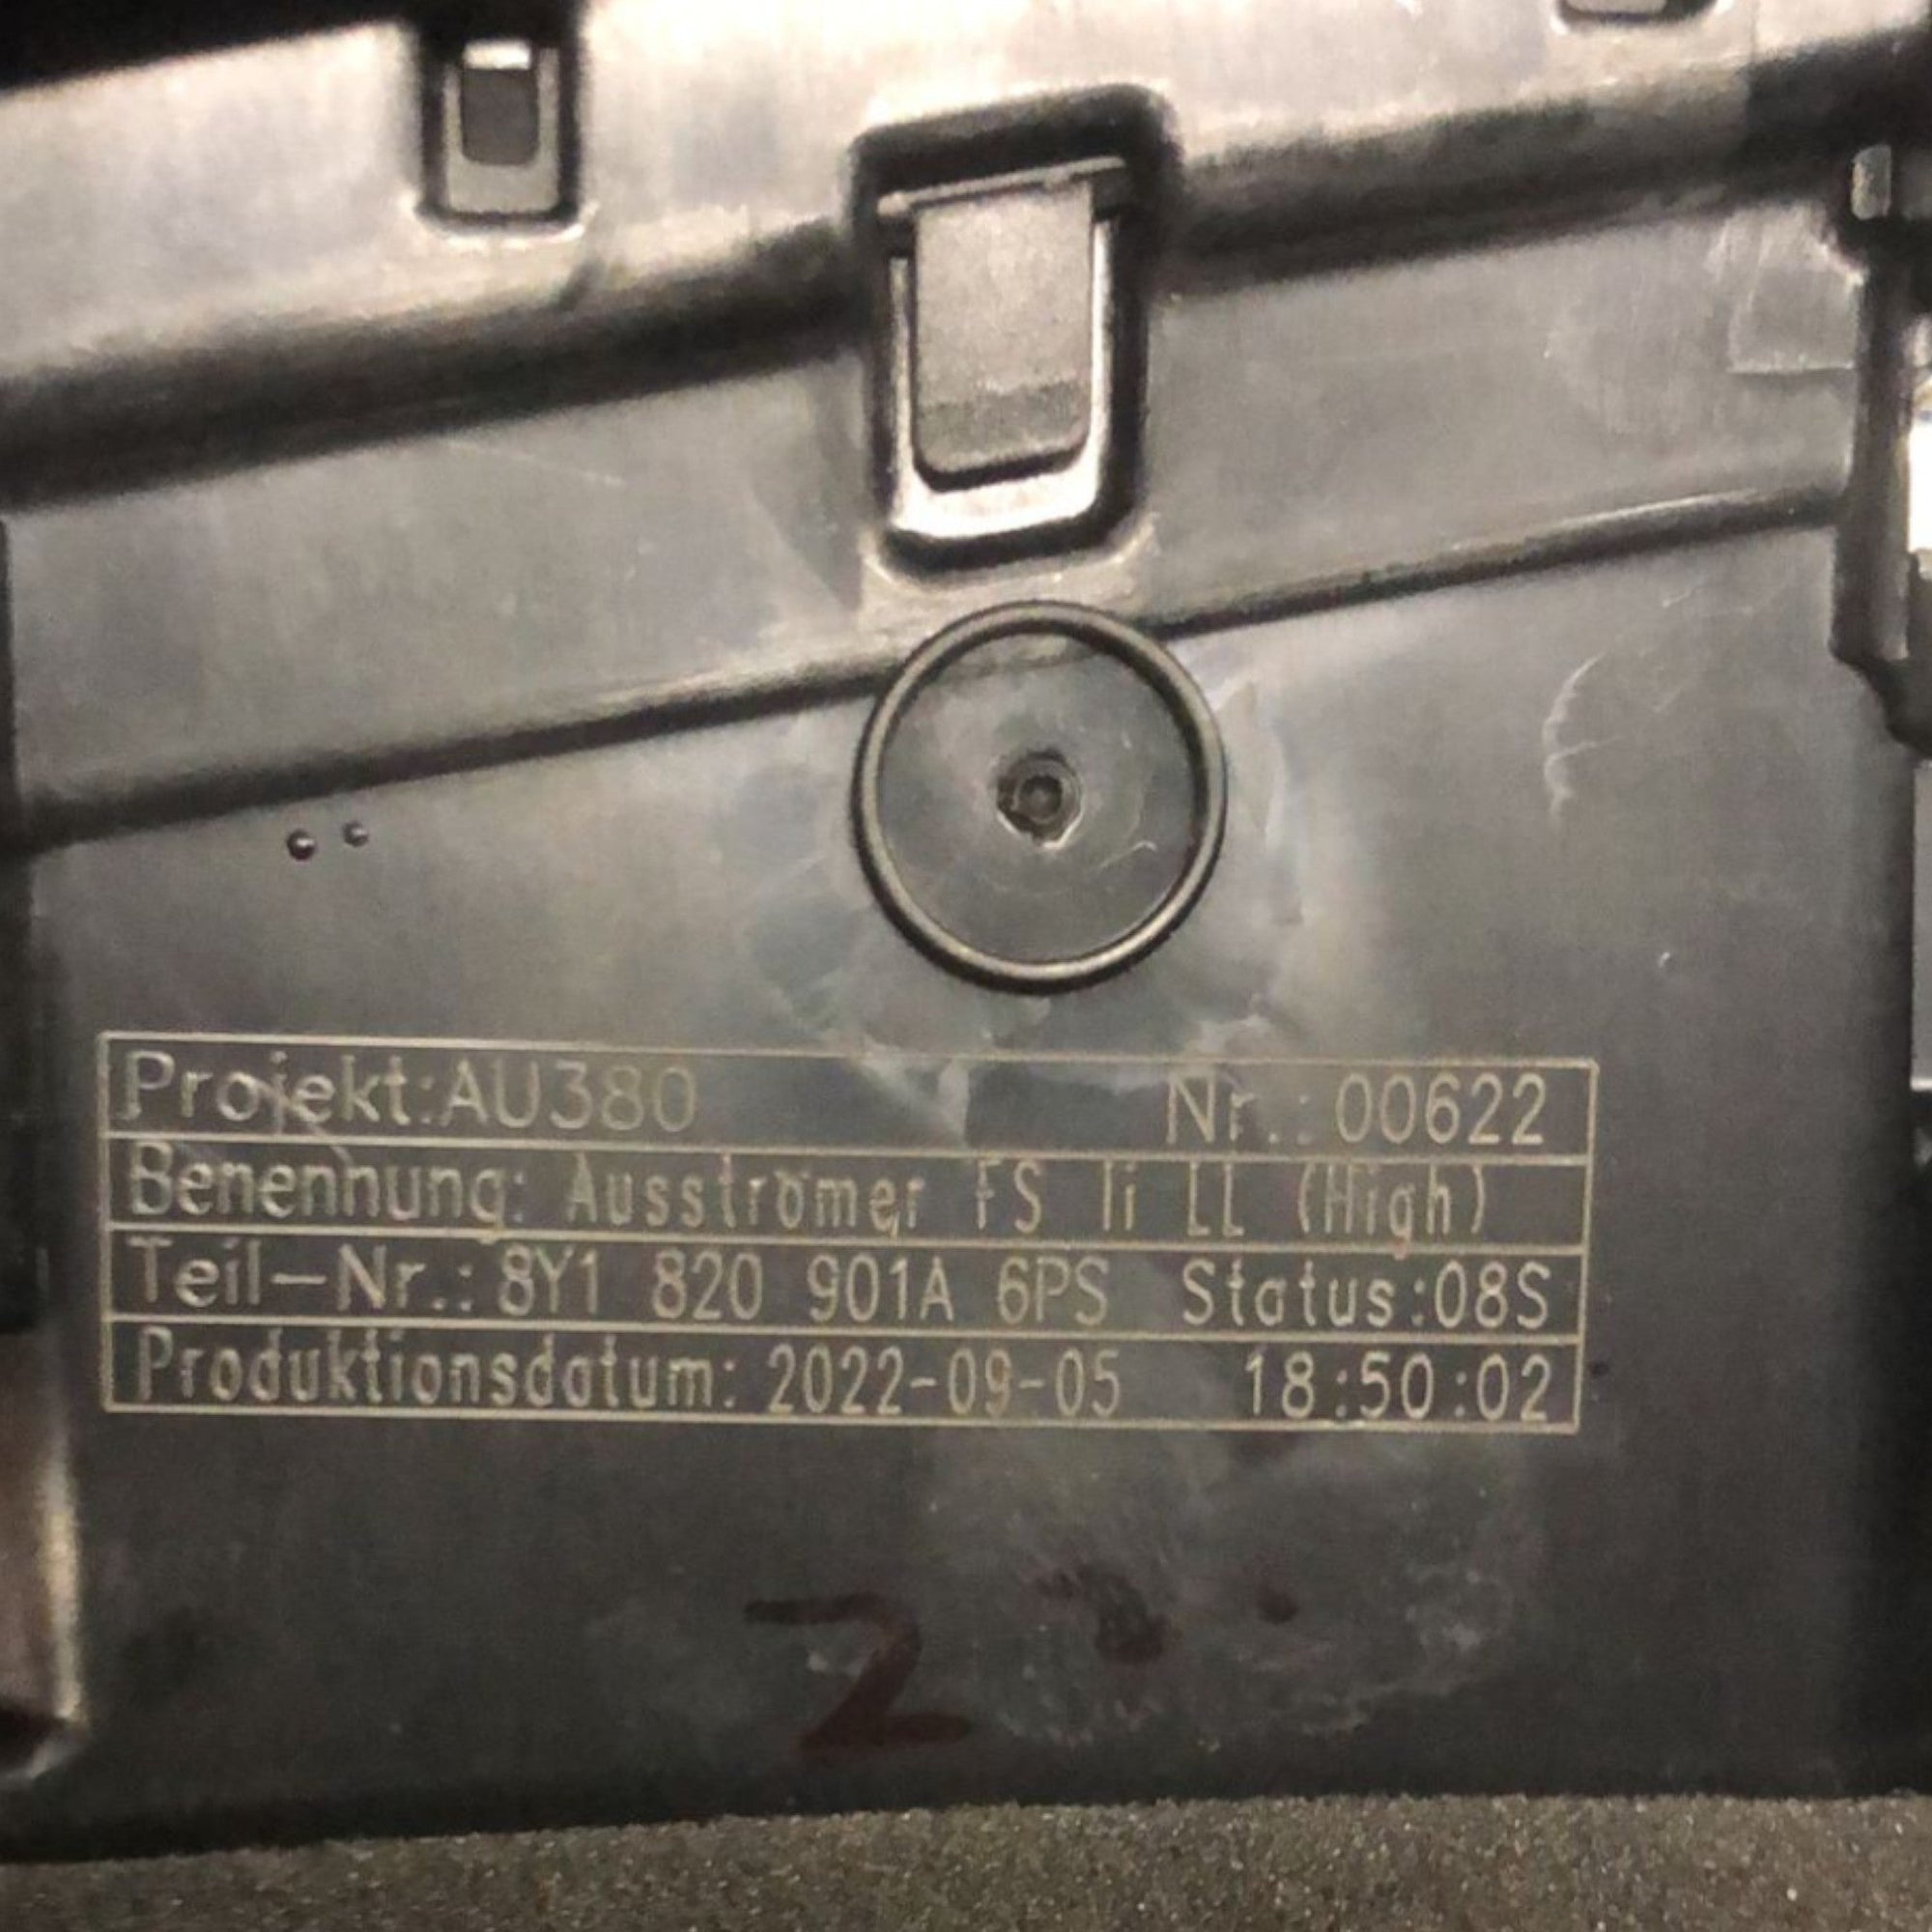 Projekt:AU380 Nr.: 00622
Benennung: Ausströmer FS li LL (High)
Teil-Nr.: 8Y1 820 901A 6PS Status:08S
Produktionsdatum: 2022-09-05 18:50:02
2